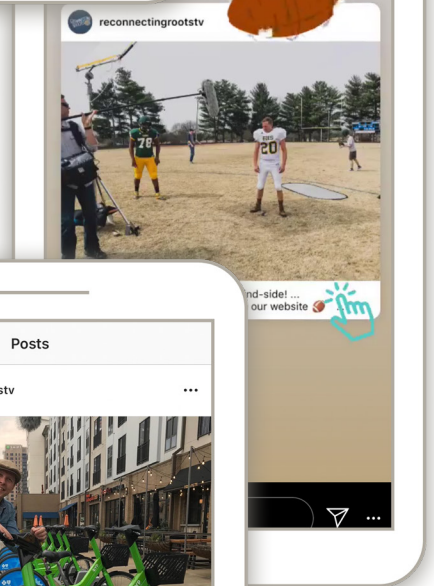 reconnectingrootstv
78
20
nd-side! ...
our website
Posts
stv